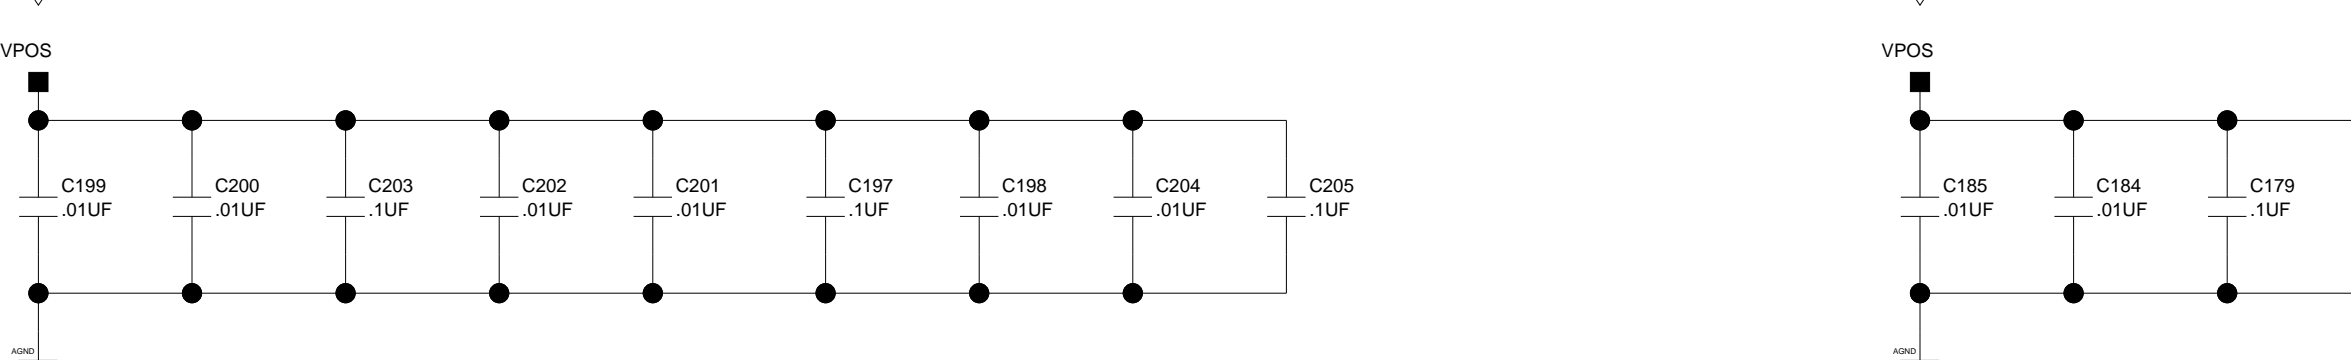 VPOS
VPOS
C199
.01UF
C200
.01UF
C203
.1UF
C202
.01UF
C201
.01UF
C197
.1UF
C198
.01UF
C204
.01UF
C205
.1UF
C185
.01UF
C184
.01UF
C179
.1UF
AGND
AGND